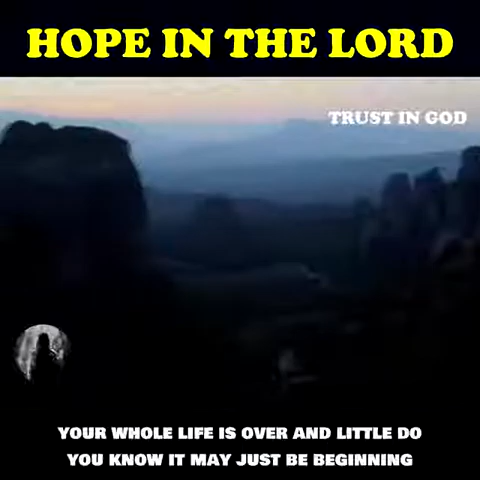 HOPE IN THE LORD
TRUST IN GOD
YOUR WHOLE LIFE IS OVER AND LITTLE DO
YOU KNOW IT MAY JUST BE BEGINNING